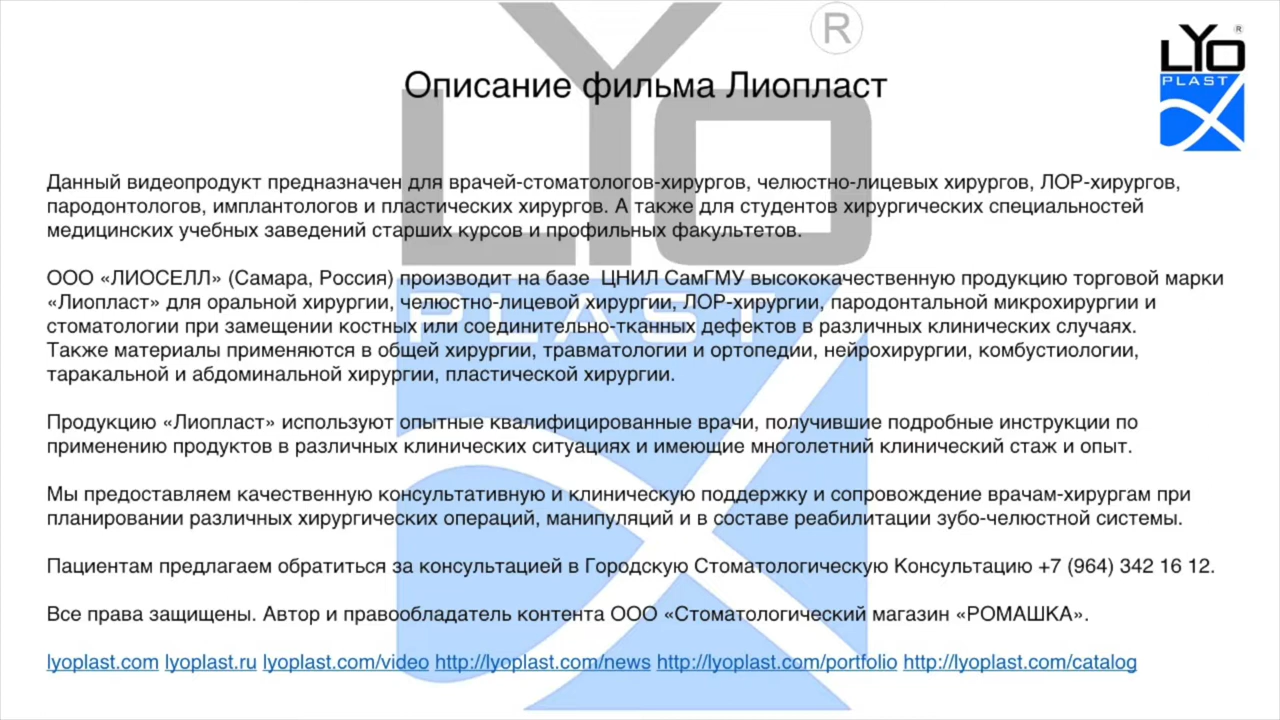 LYO
PLAST
®
Описание фильма Лиопласт
LYO
PLAST
®
Данный видеопродукт предназначен для врачей-стоматологов-хирургов, челюстно-лицевых хирургов, ЛОР-хирургов,
пародонтологов, имплантологов и пластических хирургов. А также для студентов хирургических специальностей
медицинских учебных заведений старших курсов и профильных факультетов.
ООО «ЛИОСЕЛЛ» (Самара, Россия) производит на базе ЦНИЛ СамГМУ высококачественную продукцию торговой марки
«Лиопласт» для оральной хирургии, челюстно-лицевой хирургии, ЛОР-хирургии, пародонтальной микрохирургии и
стоматологии при замещении костных или соединительно-тканных дефектов в различных клинических случаях.
Также материалы применяются в общей хирургии, травматологии и ортопедии, нейрохирургии, комбустиологии,
таракальной и абдоминальной хирургии, пластической хирургии.
Продукцию «Лиопласт» используют опытные квалифицированные врачи, получившие подробные инструкции по
применению продуктов в различных клинических ситуациях и имеющие многолетний клинический стаж и опыт.
Мы предоставляем качественную консультативную и клиническую поддержку и сопровождение врачам-хирургам при
планировании различных хирургических операций, манипуляций и в составе реабилитации зубо-челюстной системы.
Пациентам предлагаем обратиться за консультацией в Городскую Стоматологическую Консультацию +7 (964) 342 16 12.
Все права защищены. Автор и правообладатель контента ООО «Стоматологический магазин «РОМАШКА».
lyoplast.com lyoplast.ru lyoplast.com/video http://lyoplast.com/news http://lyoplast.com/portfolio http://lyoplast.com/catalog